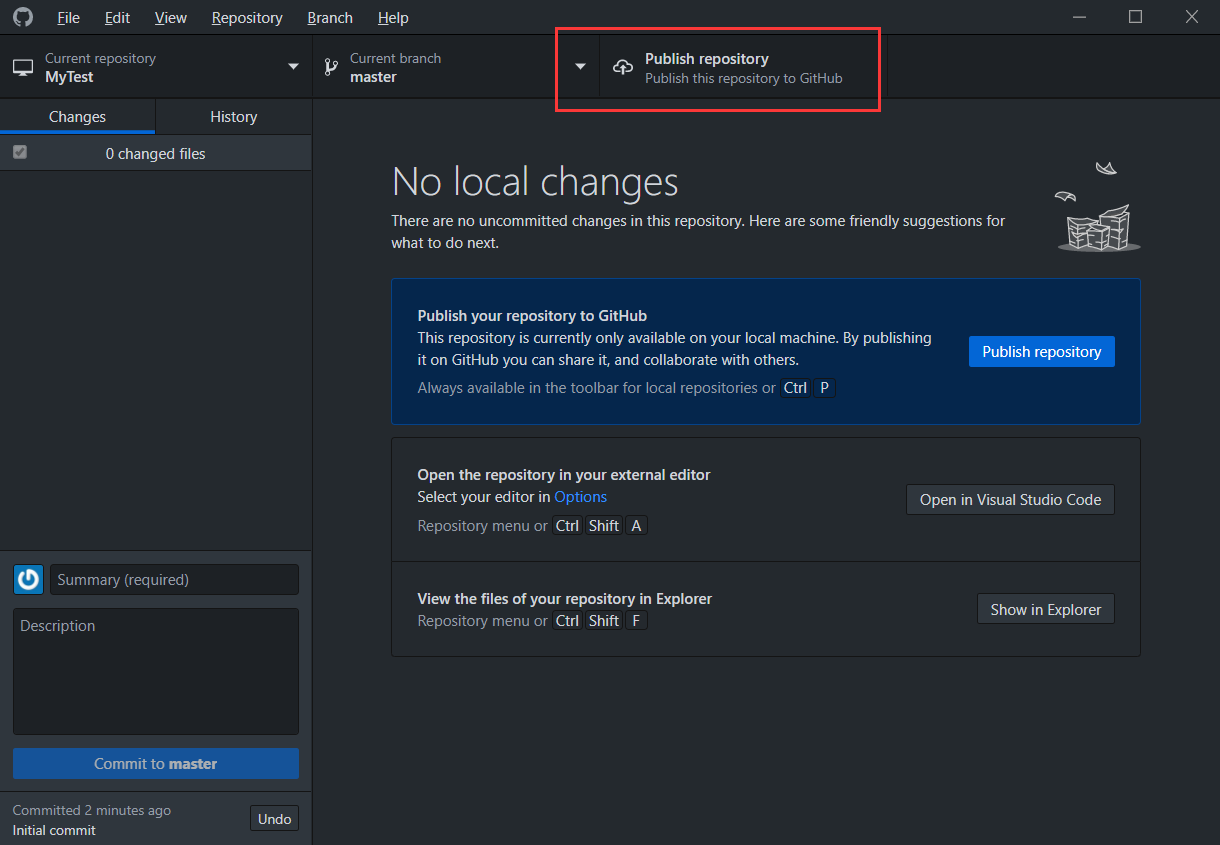 File Edit View Repository Branch Help
Current repository
MyTest
Current branch
master
Publish repository
Publish this repository to GitHub
Changes
History
0 changed files
No local changes
There are no uncommitted changes in this repository. Here are some friendly suggestions for
what to do next.
Publish your repository to GitHub
This repository is currently only available on your local machine. By publishing
it on GitHub you can share it, and collaborate with others.
Always available in the toolbar for local repositories or Ctrl P
Publish repository
Open the repository in your external editor
Select your editor in Options
Repository menu or Ctrl Shift A
Open in Visual Studio Code
View the files of your repository in Explorer
Repository menu or Ctrl Shift F
Show in Explorer
Summary (required)
Description
Commit to master
Committed 2 minutes ago
Initial commit
Undo